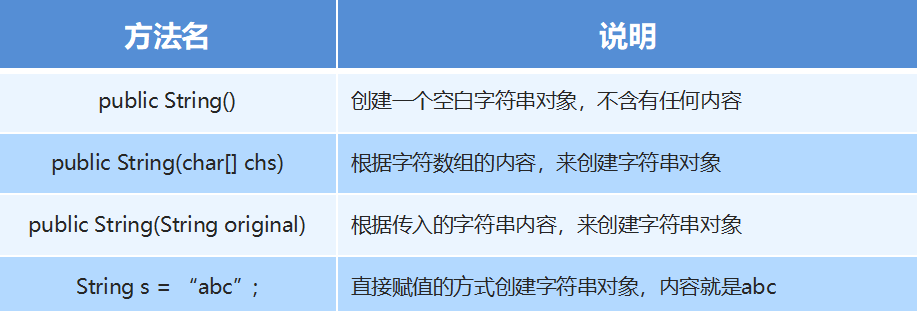 方法名 说明
public String() 创建一个空白字符串对象，不含有任何内容
public String(char[] chs) 根据字符数组的内容，来创建字符串对象
public String(String original) 根据传入的字符串内容，来创建字符串对象
String s = “abc”; 直接赋值的方式创建字符串对象，内容就是abc